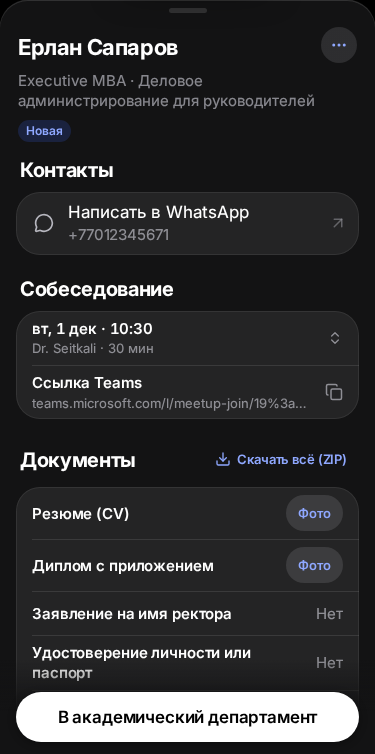 Ерлан Сапаров
Executive MBA · Деловое
администрирование для руководителей
Новая
Контакты
Написать в WhatsApp
+77012345671
Собеседование
вт, 1 дек · 10:30
Dr. Seitkali · 30 мин
Ссылка Teams
teams.microsoft.com/l/meetup-join/19%3a...
Документы
Скачать всё (ZIP)
Резюме (CV)
Фото
Диплом с приложением
Фото
Заявление на имя ректора
Нет
Удостоверение личности или
паспорт
Нет
В академический департамент